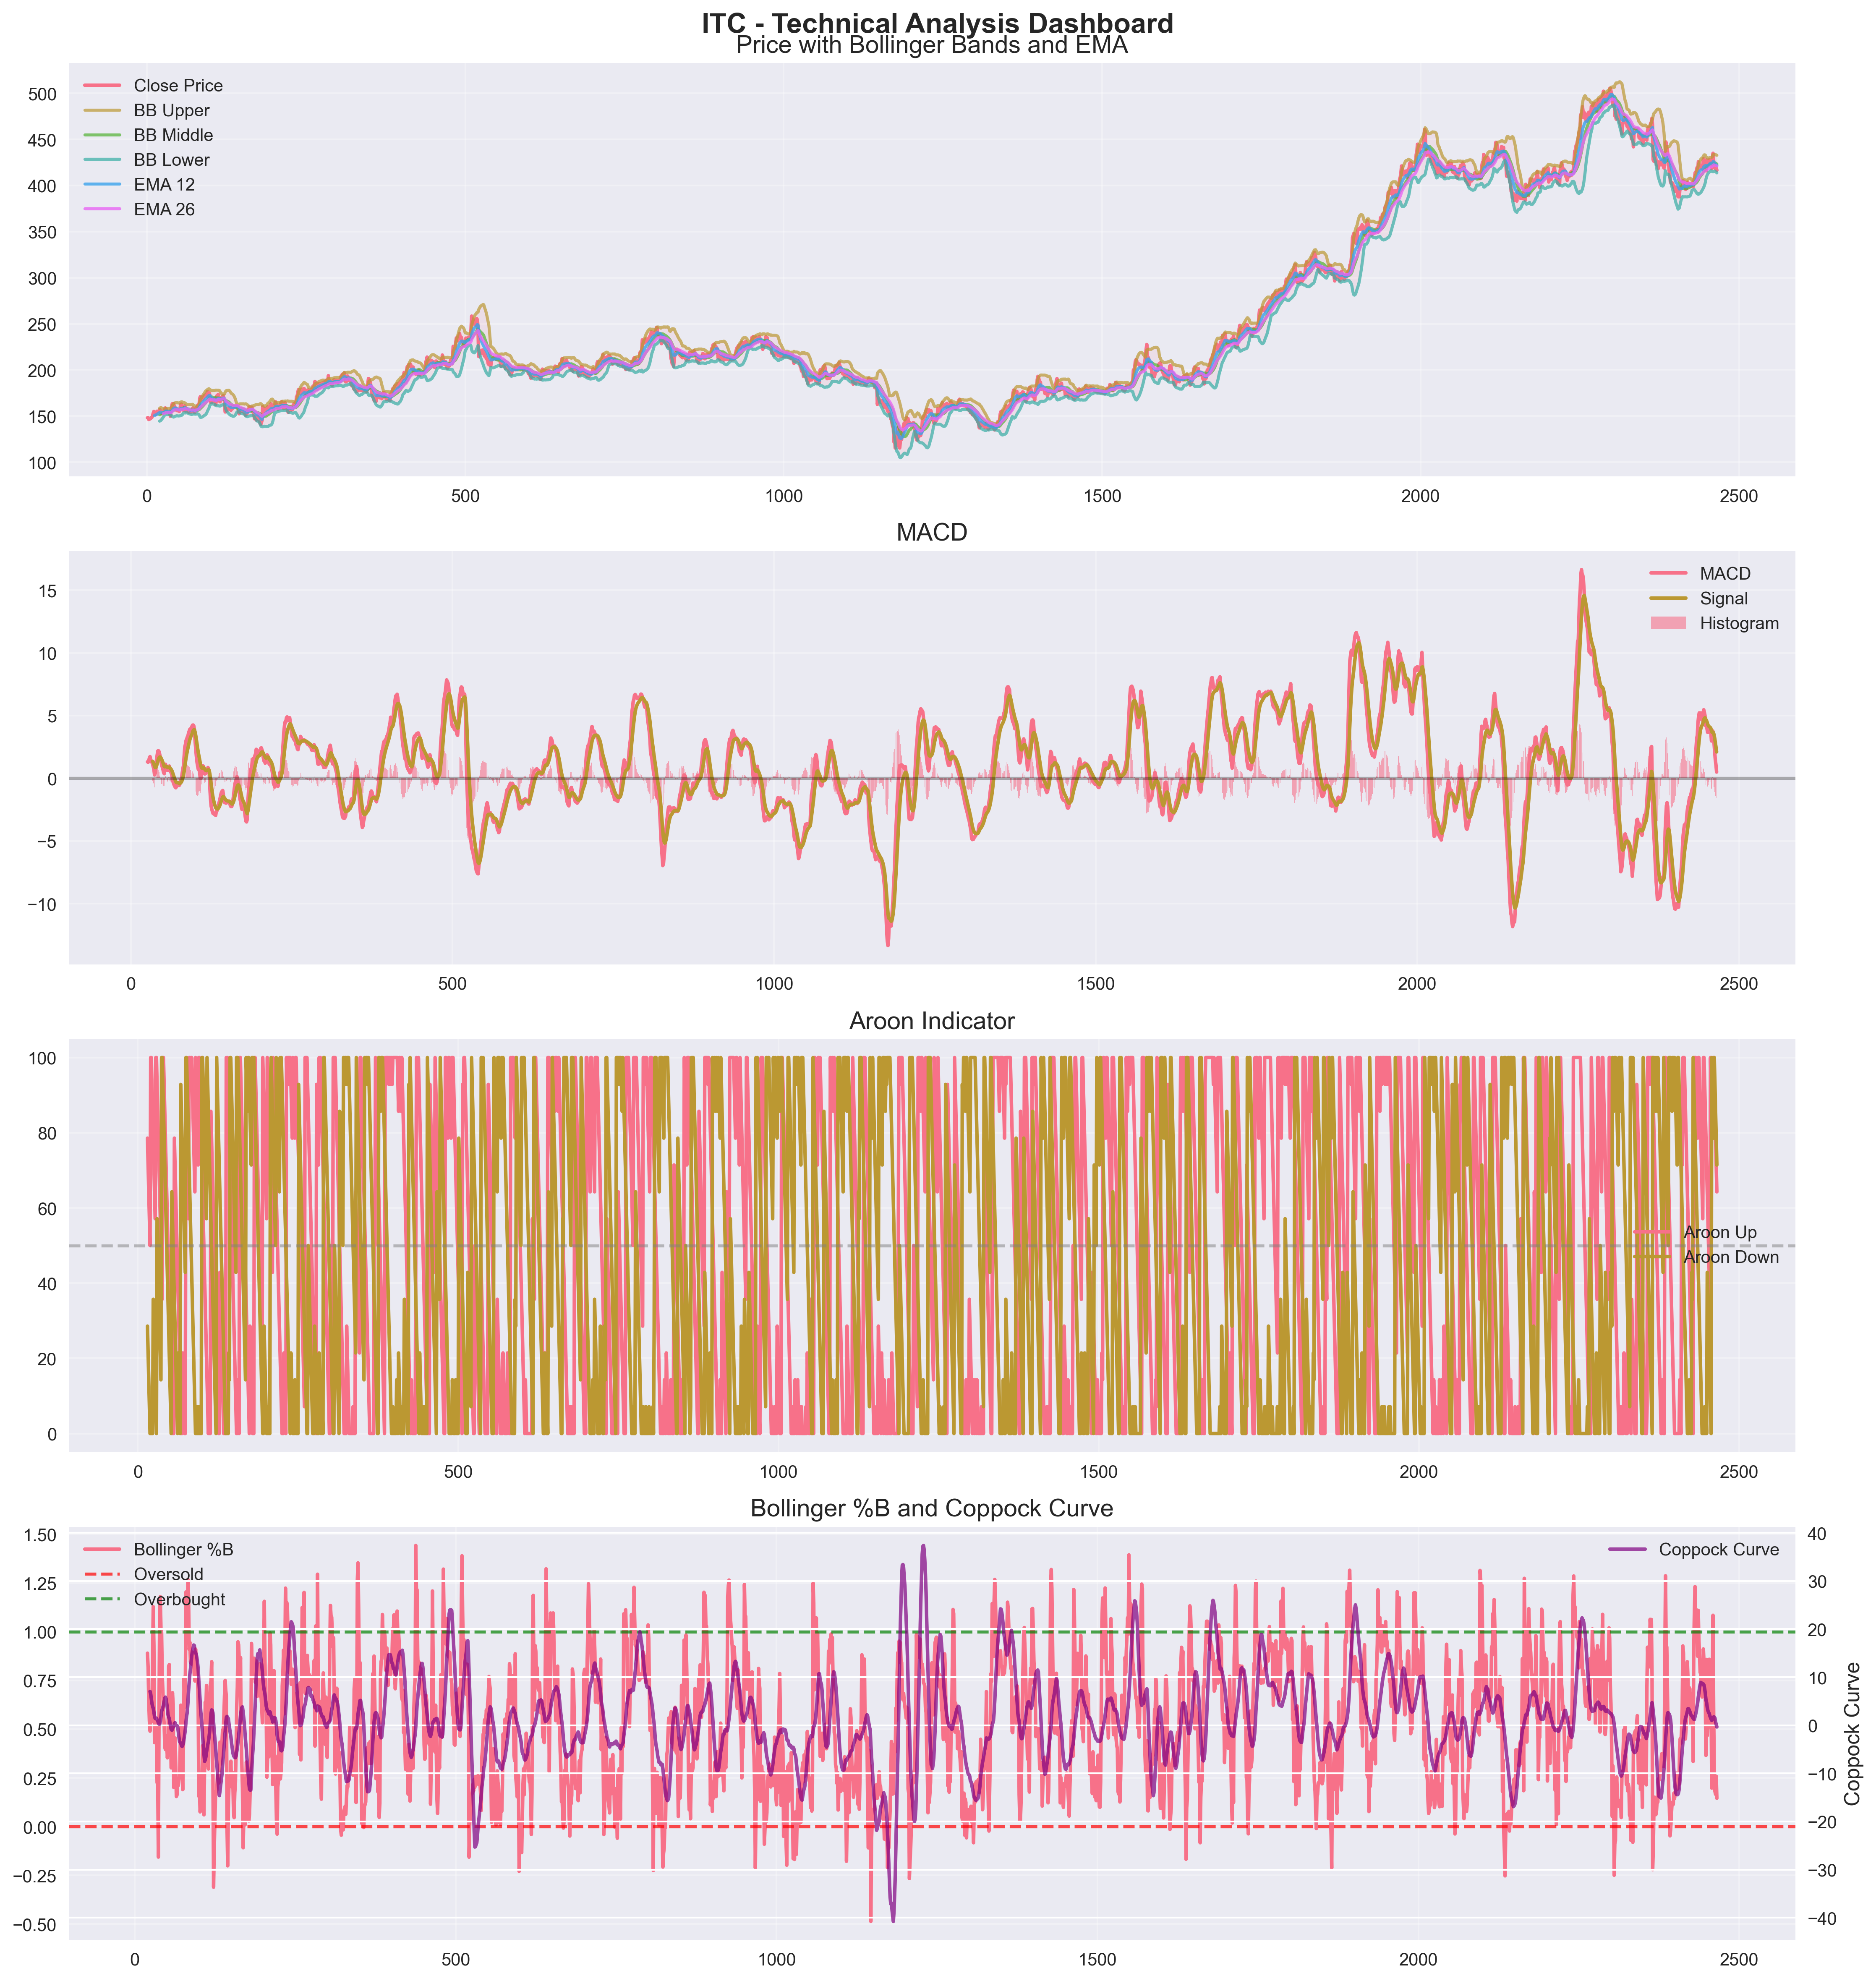 ITC - Technical Analysis Dashboard
Price with Bollinger Bands and EMA
Close Price
BB Upper
BB Middle
BB Lower
EMA 12
EMA 26
500
450
400
350
300
250
200
150
100
0 500 1000 1500 2000 2500
MACD
MACD
Signal
Histogram
15
10
5
0
−5
−10
0 500 1000 1500 2000 2500
Aroon Indicator
100
80
60
40
20
0
Aroon Up
Aroon Down
0 500 1000 1500 2000 2500
Bollinger %B and Coppock Curve
Bollinger %B
Oversold
Overbought
Coppock Curve
1.50
1.25
1.00
0.75
0.50
0.25
0.00
−0.25
−0.50
40
30
20
10
0
−10
−20
−30
−40
Coppock Curve
0 500 1000 1500 2000 2500